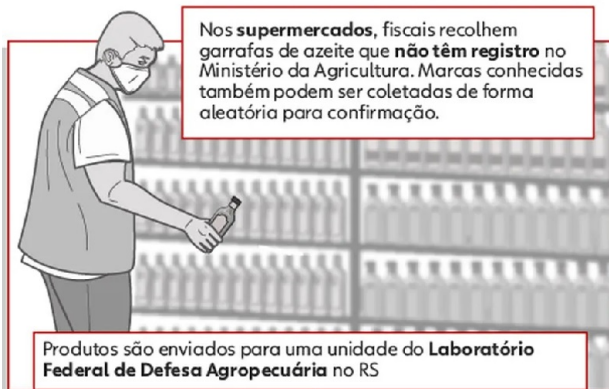 Nos supermercados, fiscais recolhem
garrafas de azeite que não têm registro no
Ministério da Agricultura. Marcas conhecidas
também podem ser coletadas de forma
aleatória para confirmação.
Produtos são enviados para uma unidade do Laboratório
Federal de Defesa Agropecuária no RS